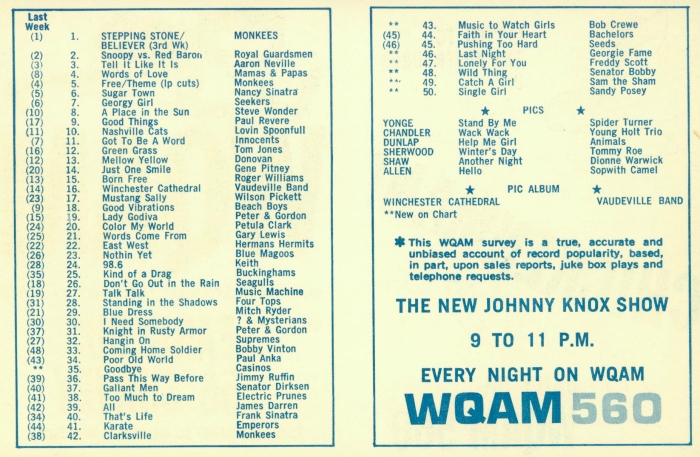 Last
Week
(1) 1. STEPPING STONE/ MONKEES
BELIEVER (3rd Wk)
(2) 2. Snoopy vs. Red Baron Royal Guardsmen
(3) 3. Tell It Like It Is Aaron Neville
(8) 4. Words of Love Mamas & Papas
(4) 5. Free/Theme (lp cuts) Monkees
(5) 6. Sugar Town Nancy Sinatra
(6) 7. Georgy Girl Seekers
(10) 8. A Place in the Sun Steve Wonder
(17) 9. Good Things Paul Revere
(11) 10. Nashville Cats Lovin Spoonfull
(7) 11. Got To Be A Word Innocents
(16) 12. Green Grass Tom Jones
(12) 13. Mellow Yellow Donovan
(20) 14. Just One Smile Gene Pitney
(13) 15. Born Free Roger Williams
(14) 16. Winchester Cathedral Vaudeville Band
(23) 17. Mustang Sally Wilson Pickett
(9) 18. Good Vibrations Beach Boys
(15) 19. Lady Godiva Peter & Gordon
(24) 20. Color My World Petula Clark
(25) 21. Words Come From Gary Lewis
(22) 22. East West Hermans Hermits
(26) 23. Nothin Yet Blue Magoos
(28) 24. 98.6 Keith
(35) 25. Kind of a Drag Buckinghams
(18) 26. Don't Go Out in the Rain Seagulls
(19) 27. Talk Talk Music Machine
(31) 28. Standing in the Shadows Four Tops
(21) 29. Blue Dress Mitch Ryder
(30) 30. I Need Somebody ? & Mysterians
(37) 31. Knight in Rusty Armor Peter & Gordon
(27) 32. Hangin On Supremes
(48) 33. Coming Home Soldier Bobby Vinton
(43) 34. Poor Old World Paul Anka
** 35. Goodbye Casinos
(39) 36. Pass This Way Before Jimmy Ruffin
(40) 37. Gallant Men Senator Dirksen
(41) 38. Too Much to Dream Electric Prunes
(42) 39. All James Darren
(34) 40. That's Life Frank Sinatra
(44) 41. Karate Emperors
(38) 42. Clarksville Monkees
** 43. Music to Watch Girls Bob Crewe
(45) 44. Faith in Your Heart Bachelors
(46) 45. Pushing Too Hard Seeds
** 46. Last Night Georgie Fame
** 47. Lonely For You Freddy Scott
** 48. Wild Thing Senator Bobby
** 49. Catch A Girl Sam the Sham
** 50. Single Girl Sandy Posey
★ PICS ★
YONGE Stand By Me Spider Turner
CHANDLER Wack Wack Young Holt Trio
DUNLAP Help Me Girl Animals
SHERWOOD Winter's Day Tommy Roe
SHAW Another Night Dionne Warwick
ALLEN Hello Sopwith Camel
★ PIC ALBUM ★
WINCHESTER CATHEDRAL VAUDEVILLE BAND
**New on Chart
* This WQAM survey is a true, accurate and
unbiased account of record popularity, based,
in part, upon sales reports, juke box plays and
telephone requests.
THE NEW JOHNNY KNOX SHOW
9 TO 11 P.M.
EVERY NIGHT ON WQAM
WQAM 560